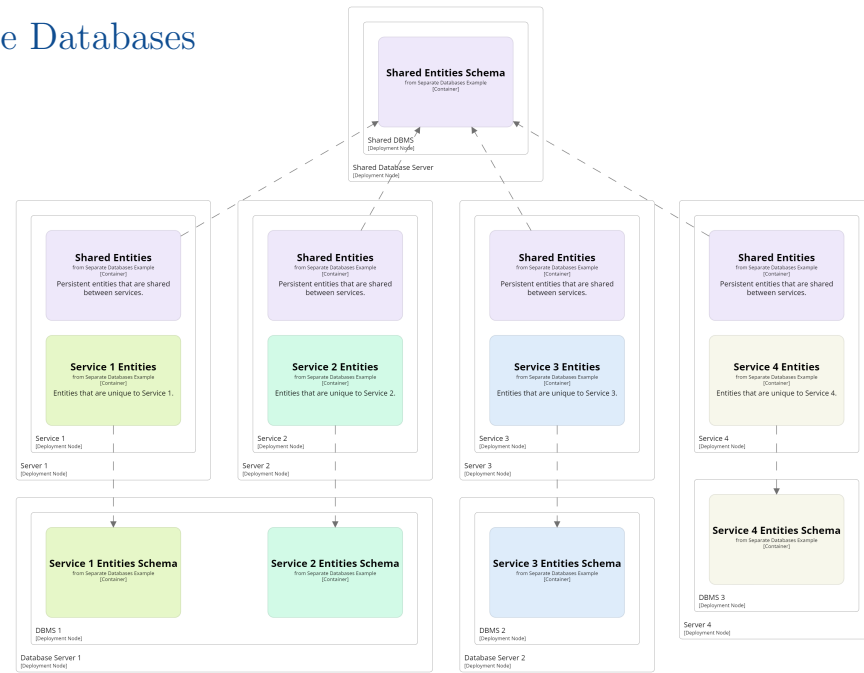 e Databases
Shared Entities Schema
from Separate Databases Example
[Container]
Shared DBMS
[Deployment Node]
Shared Database Server
[Deployment Node]
Shared Entities
from Separate Databases Example
[Container]
Persistent entities that are shared
between services.
Service 1 Entities
from Separate Databases Example
[Container]
Entities that are unique to Service 1.
Service 1
[Deployment Node]
Server 1
[Deployment Node]
Shared Entities
from Separate Databases Example
[Container]
Persistent entities that are shared
between services.
Service 2 Entities
from Separate Databases Example
[Container]
Entities that are unique to Service 2.
Service 2
[Deployment Node]
Server 2
[Deployment Node]
Shared Entities
from Separate Databases Example
[Container]
Persistent entities that are shared
between services.
Service 3 Entities
from Separate Databases Example
[Container]
Entities that are unique to Service 3.
Service 3
[Deployment Node]
Server 3
[Deployment Node]
Shared Entities
from Separate Databases Example
[Container]
Persistent entities that are shared
between services.
Service 4 Entities
from Separate Databases Example
[Container]
Entities that are unique to Service 4.
Service 4
[Deployment Node]
Service 1 Entities Schema
from Separate Databases Example
[Container]
Service 2 Entities Schema
from Separate Databases Example
[Container]
DBMS 1
[Deployment Node]
Database Server 1
[Deployment Node]
Service 3 Entities Schema
from Separate Databases Example
[Container]
DBMS 2
[Deployment Node]
Database Server 2
[Deployment Node]
Service 4 Entities Schema
from Separate Databases Example
[Container]
DBMS 3
[Deployment Node]
Server 4
[Deployment Node]